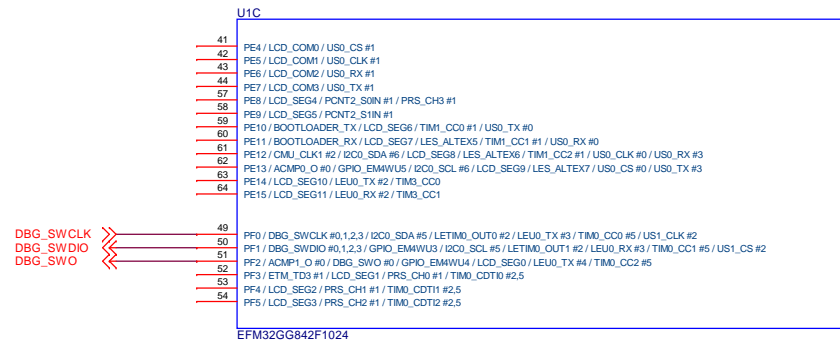 U1C
41 PE4 / LCD_COM0 / US0_CS #1
42 PE5 / LCD_COM1 / US0_CLK #1
43 PE6 / LCD_COM2 / US0_RX #1
44 PE7 / LCD_COM3 / US0_TX #1
57 PE8 / LCD_SEG4 / PCNT2_S0IN #1 / PRS_CH3 #1
58 PE9 / LCD_SEG5 / PCNT2_S1IN #1
59 PE10 / BOOTLOADER_TX / LCD_SEG6 / TIM1_CC0 #1 / US0_TX #0
60 PE11 / BOOTLOADER_RX / LCD_SEG7 / LES_ALTEX5 / TIM1_CC1 #1 / US0_RX #0
61 PE12 / CMU_CLK1 #2 / I2C0_SDA #6 / LCD_SEG8 / LES_ALTEX6 / TIM1_CC2 #1 / US0_CLK #0 / US0_RX #3
62 PE13 / ACMP0_O #0 / GPIO_EM4WU5 / I2C0_SCL #6 / LCD_SEG9 / LES_ALTEX7 / US0_CS #0 / US0_TX #3
63 PE14 / LCD_SEG10 / LEU0_TX #2 / TIM3_CC0
64 PE15 / LCD_SEG11 / LEU0_RX #2 / TIM3_CC1
DBG_SWCLK 49 PF0 / DBG_SWCLK #0,1,2,3 / I2C0_SDA #5 / LETIM0_OUT0 #2 / LEU0_TX #3 / TIM0_CC0 #5 / US1_CLK #2
DBG_SWDIO 50 PF1 / DBG_SWDIO #0,1,2,3 / GPIO_EM4WU3 / I2C0_SCL #5 / LETIM0_OUT1 #2 / LEU0_RX #3 / TIM0_CC1 #5 / US1_CS #2
DBG_SWO 51 PF2 / ACMP1_O #0 / DBG_SWO #0 / GPIO_EM4WU4 / LCD_SEG0 / LEU0_TX #4 / TIM0_CC2 #5
52 PF3 / ETM_TD3 #1 / LCD_SEG1 / PRS_CH0 #1 / TIM0_CDTI0 #2,5
53 PF4 / LCD_SEG2 / PRS_CH1 #1 / TIM0_CDTI1 #2,5
54 PF5 / LCD_SEG3 / PRS_CH2 #1 / TIM0_CDTI2 #2,5
EFM32GG842F1024